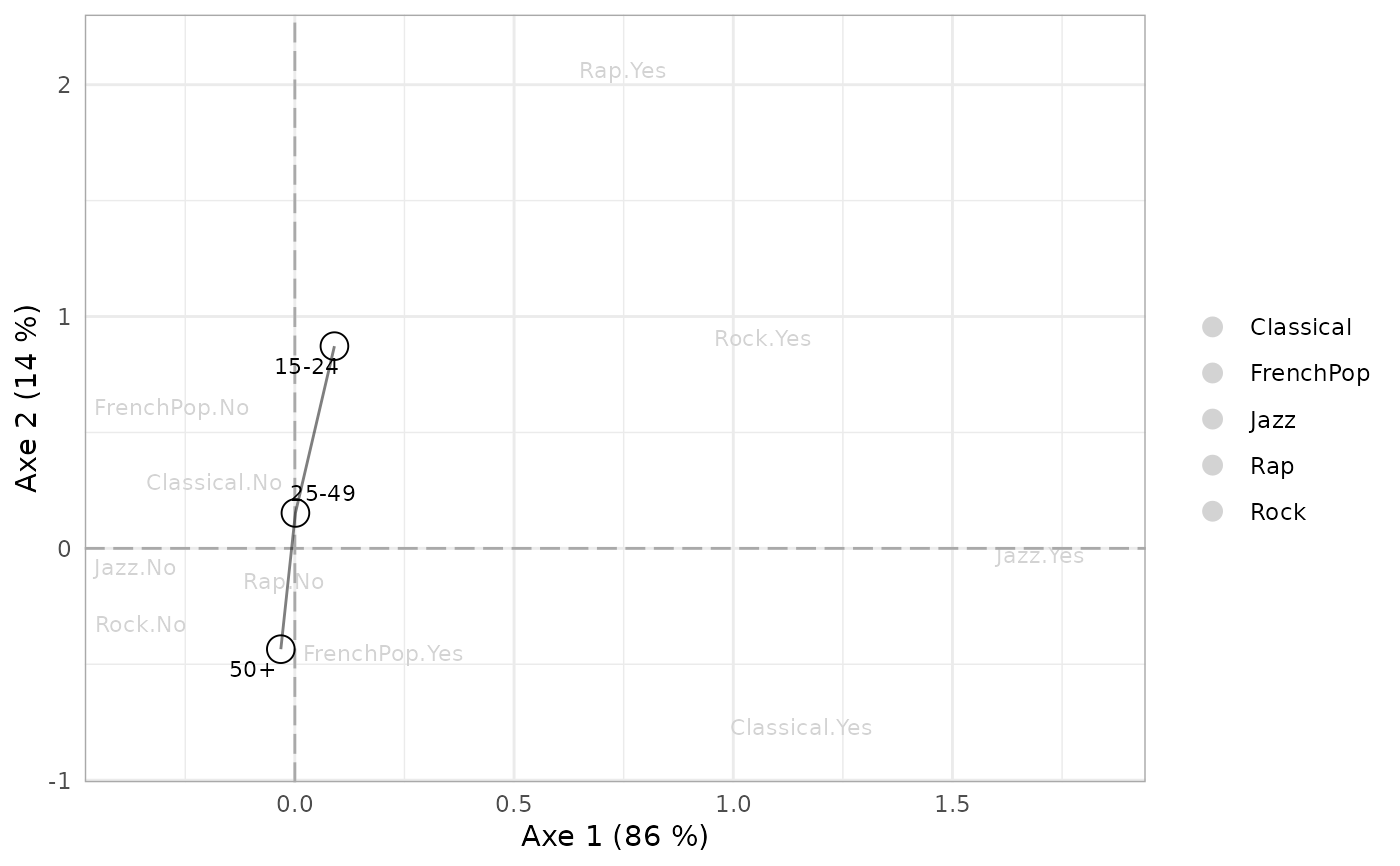 Rap.Yes
2
1
Rock.Yes
Classical
15-24
FrenchPop
FrenchPop.No
Jazz
Axe 2 (14 %)
Rap
Classical.No
25-49
Rock
0
Jazz.Yes
Jazz.No
Rap.No
Rock.No
FrenchPop.Yes
50+
Classical.Yes
-1
0.0 0.5 1.0 1.5
Axe 1 (86 %)